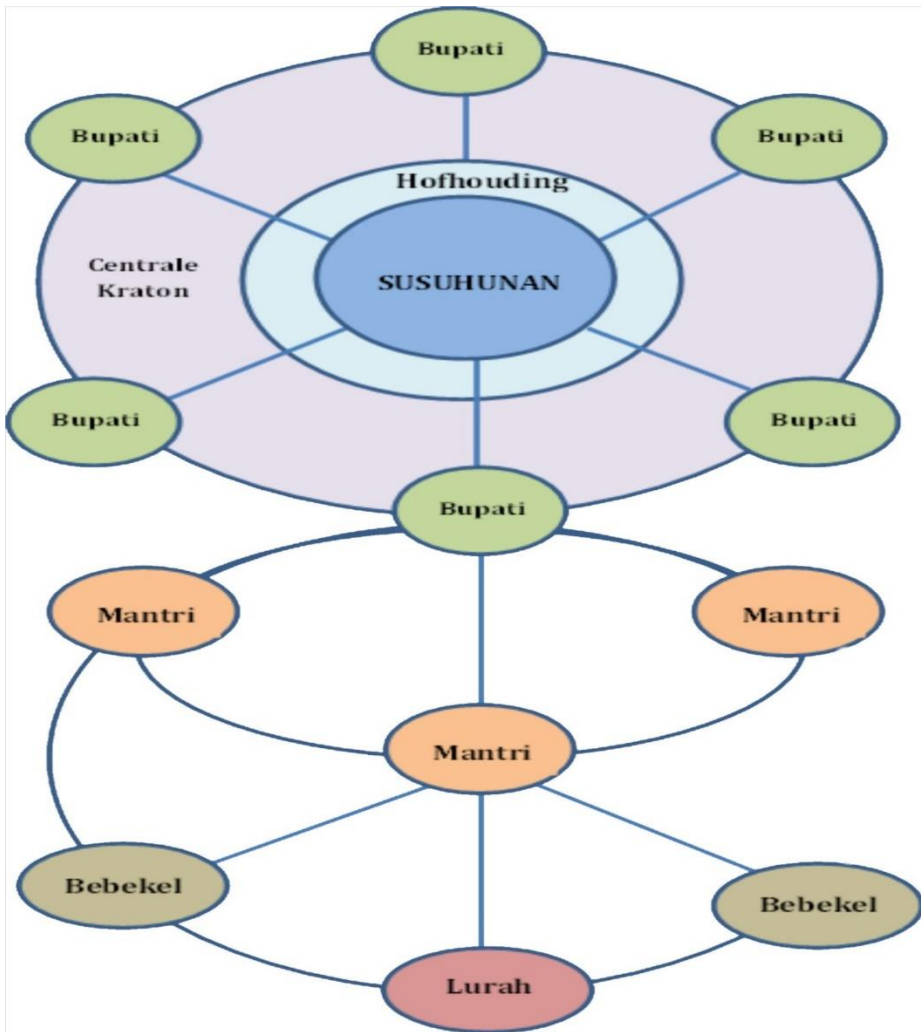 Bupati
Bupati
Bupati
Hofhouding
Centrale
Kraton
SUSUHUNAN
Bupati
Bupati
Bupati
Mantri
Mantri
Mantri
Bebekel
Bebekel
Lurah